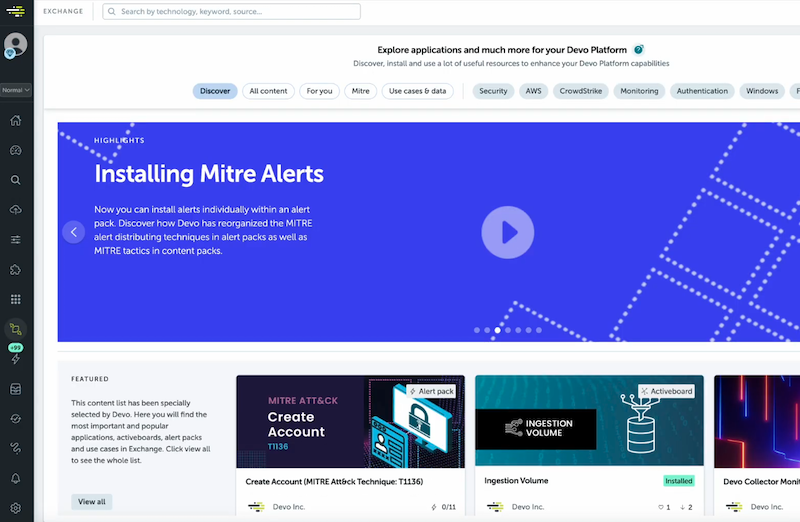 EXCHANGE
Search by technology, keyword, source...
Normal
+99
Explore applications and much more for your Devo Platform
Discover, install and use a lot of useful resources to enhance your Devo Platform capabilities
Discover
All content
For you
Mitre
Use cases & data
Security
AWS
CrowdStrike
Monitoring
Authentication
Windows
F
HIGHLIGHTS
Installing Mitre Alerts
Now you can install alerts individually within an alert
pack. Discover how Devo has reorganized the MITRE
alert distributing techniques in alert packs as well as
MITRE tactics in content packs.
FEATURED
This content list has been specially
selected by Devo. Here you will find the
most important and popular
applications, activeboards, alert packs
and use cases in Exchange. Click view all
to see the whole list.
View all
Alert pack
MITRE ATT&CK
Create
Account
T1136
Create Account (MITRE Att&ck Technique: T1136)
Devo Inc.
0/11
Activeboard
INGESTION
VOLUME
Ingestion Volume
Installed
Devo Inc.
1
2
Devo Collector Monit
Devo Inc.